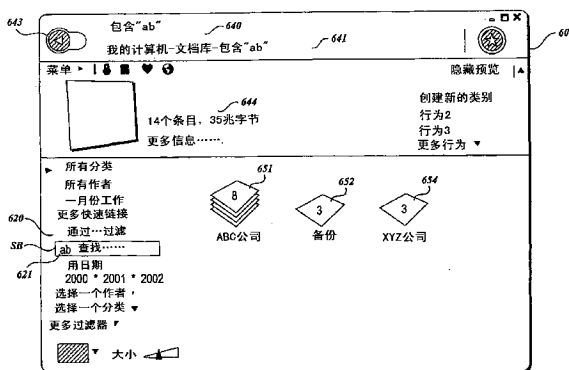 643
包含"ab"
640
我的计算机-文档库-包含"ab"
641
60
菜单
隐藏预览
644
14个条目，35兆字节
更多信息……
创建新的类别
行为2
行为3
更多行为
所有分类
所有作者
一月份工作
更多快速链接
620
通过…过滤
SB
ab 查找……
621
用日期
2000 * 2001 * 2002
选择一个作者
选择一个分类
更多过滤器
大小
651
8
ABC公司
652
3
备份
654
3
XYZ公司